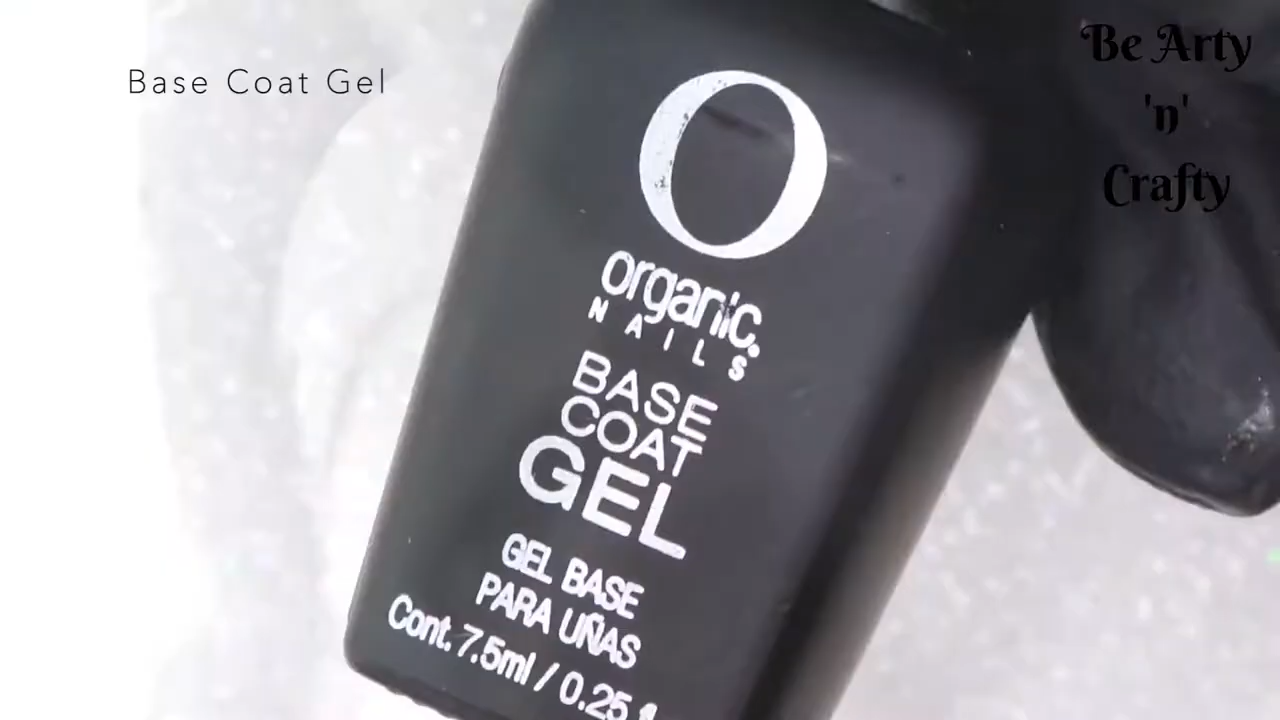 Base Coat Gel
Be Arty
'n'
Crafty
O
organic.
NAILS
BASE
COAT
GEL
GEL BASE
PARA UÑAS
Cont. 7.5ml / 0.25